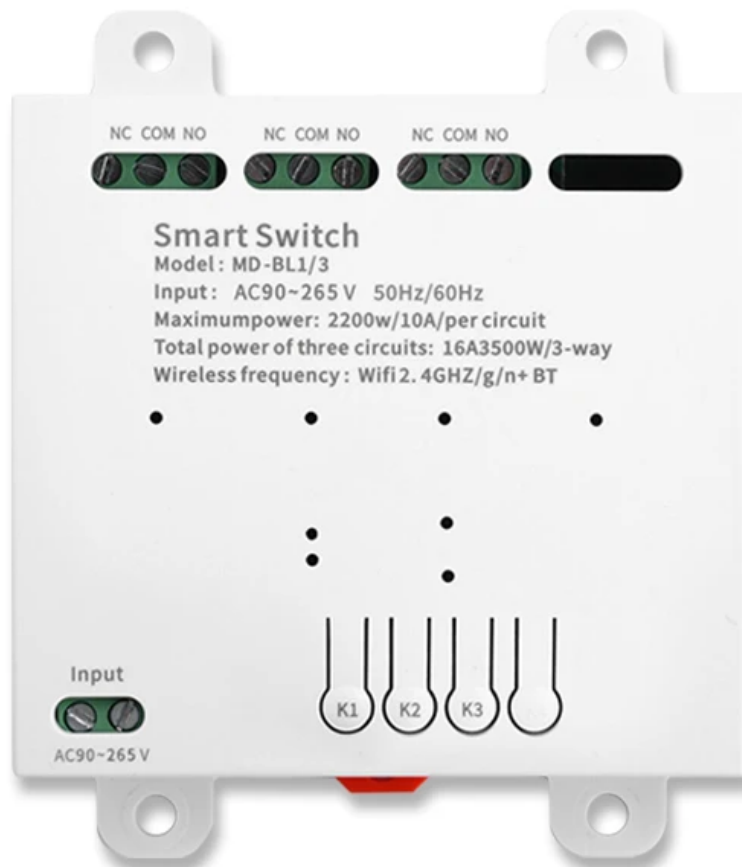 NC COM NO NC COM NO NC COM NO
Smart Switch
Model: MD-BL1/3
Input: AC90~265 V 50Hz/60Hz
Maximumpower: 2200w/10A/per circuit
Total power of three circuits: 16A3500W/3-way
Wireless frequency: Wifi2.4GHZ/g/n+ BT
Input
K1 K2 K3
AC90~265 V